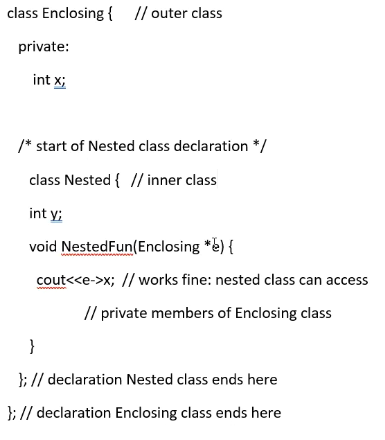 class Enclosing {     // outer class
private:
int x;
/* start of Nested class declaration */
class Nested {  // inner class
int y;
void NestedFun(Enclosing *e) {
cout<<e->x;  // works fine: nested class can access
// private members of Enclosing class
}
}; // declaration Nested class ends here
}; // declaration Enclosing class ends here